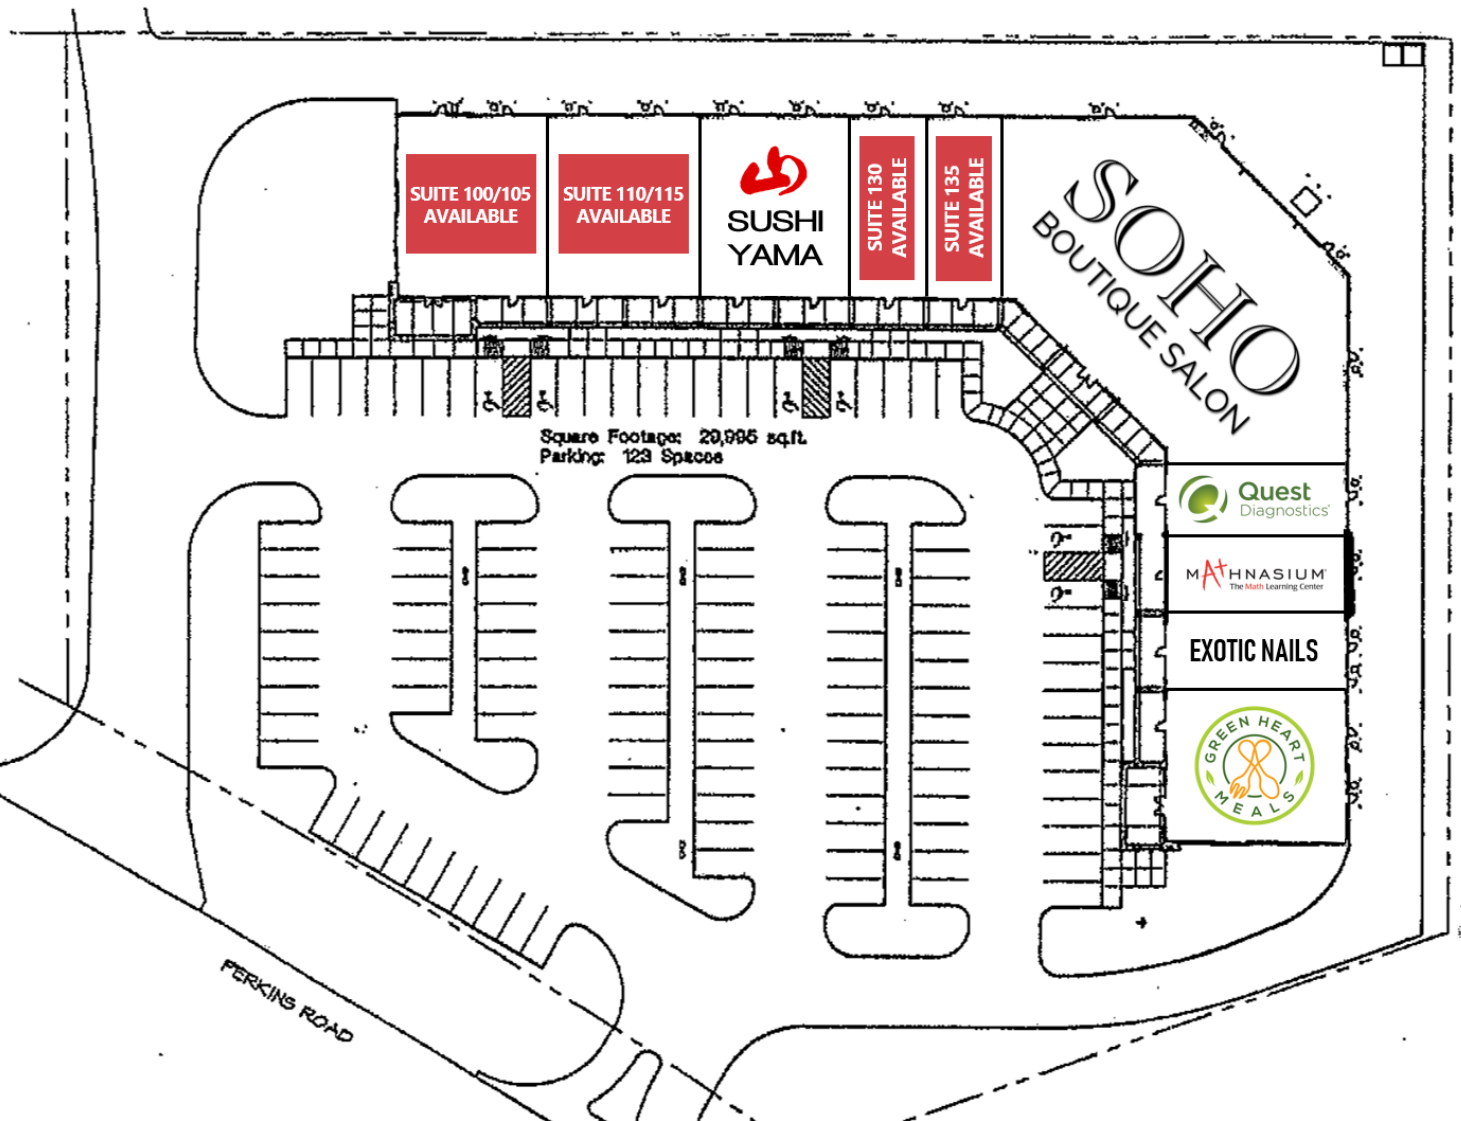 SUITE 100/105
AVAILABLE
SUITE 110/115
AVAILABLE
SUSHI
YAMA
SUITE 130
AVAILABLE
SUITE 135
AVAILABLE
SOHO
BOUTIQUE SALON
Square Footage: 29,995 sq.ft.
Parking: 123 Spaces
Quest
Diagnostics
MATHNASIUM
The Math Learning Center
EXOTIC NAILS
GREEN HEART
MEALS
PERKINS ROAD